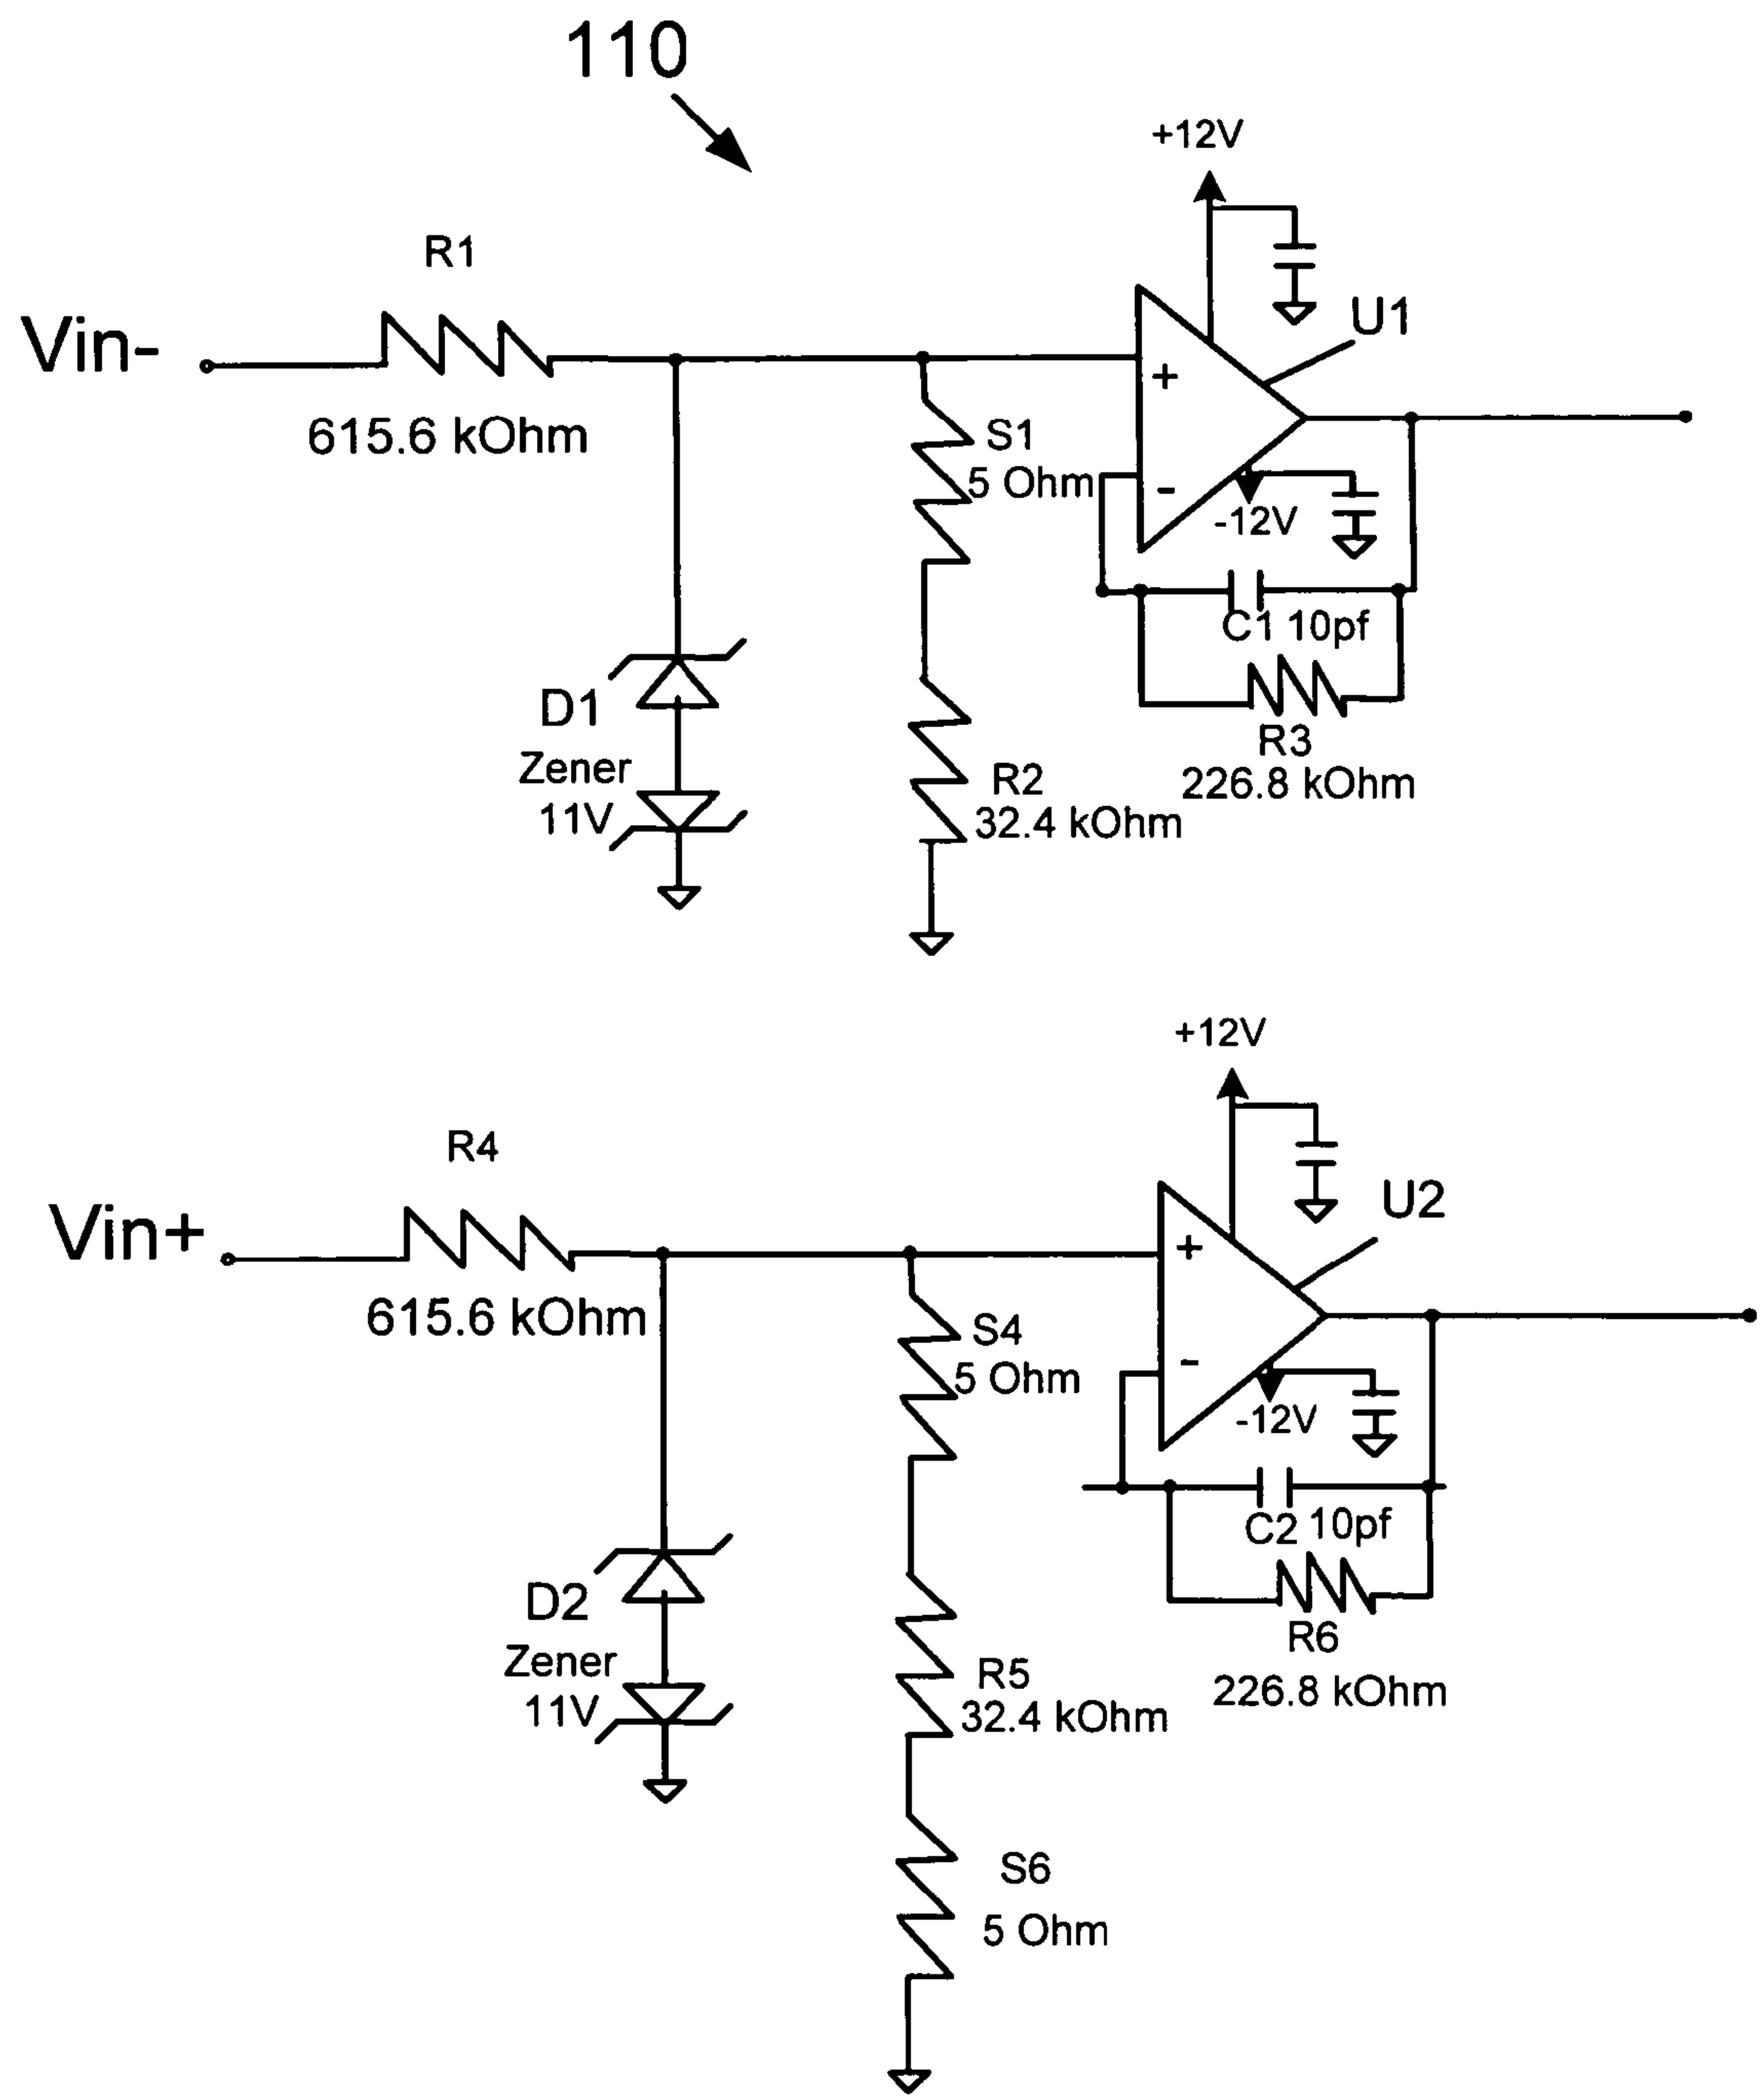 110
+12V
R1
U1
Vin-
+
615.6 kOhm
S1
5 Ohm
-
-12V
C1 10pf
D1
R3
Zener
R2
226.8 kOhm
11V
32.4 kOhm
+12V
R4
U2
Vin+
+
615.6 kOhm
S4
5 Ohm
-
-12V
C2 10pf
D2
R6
Zener
R5
226.8 kOhm
11V
32.4 kOhm
S6
5 Ohm